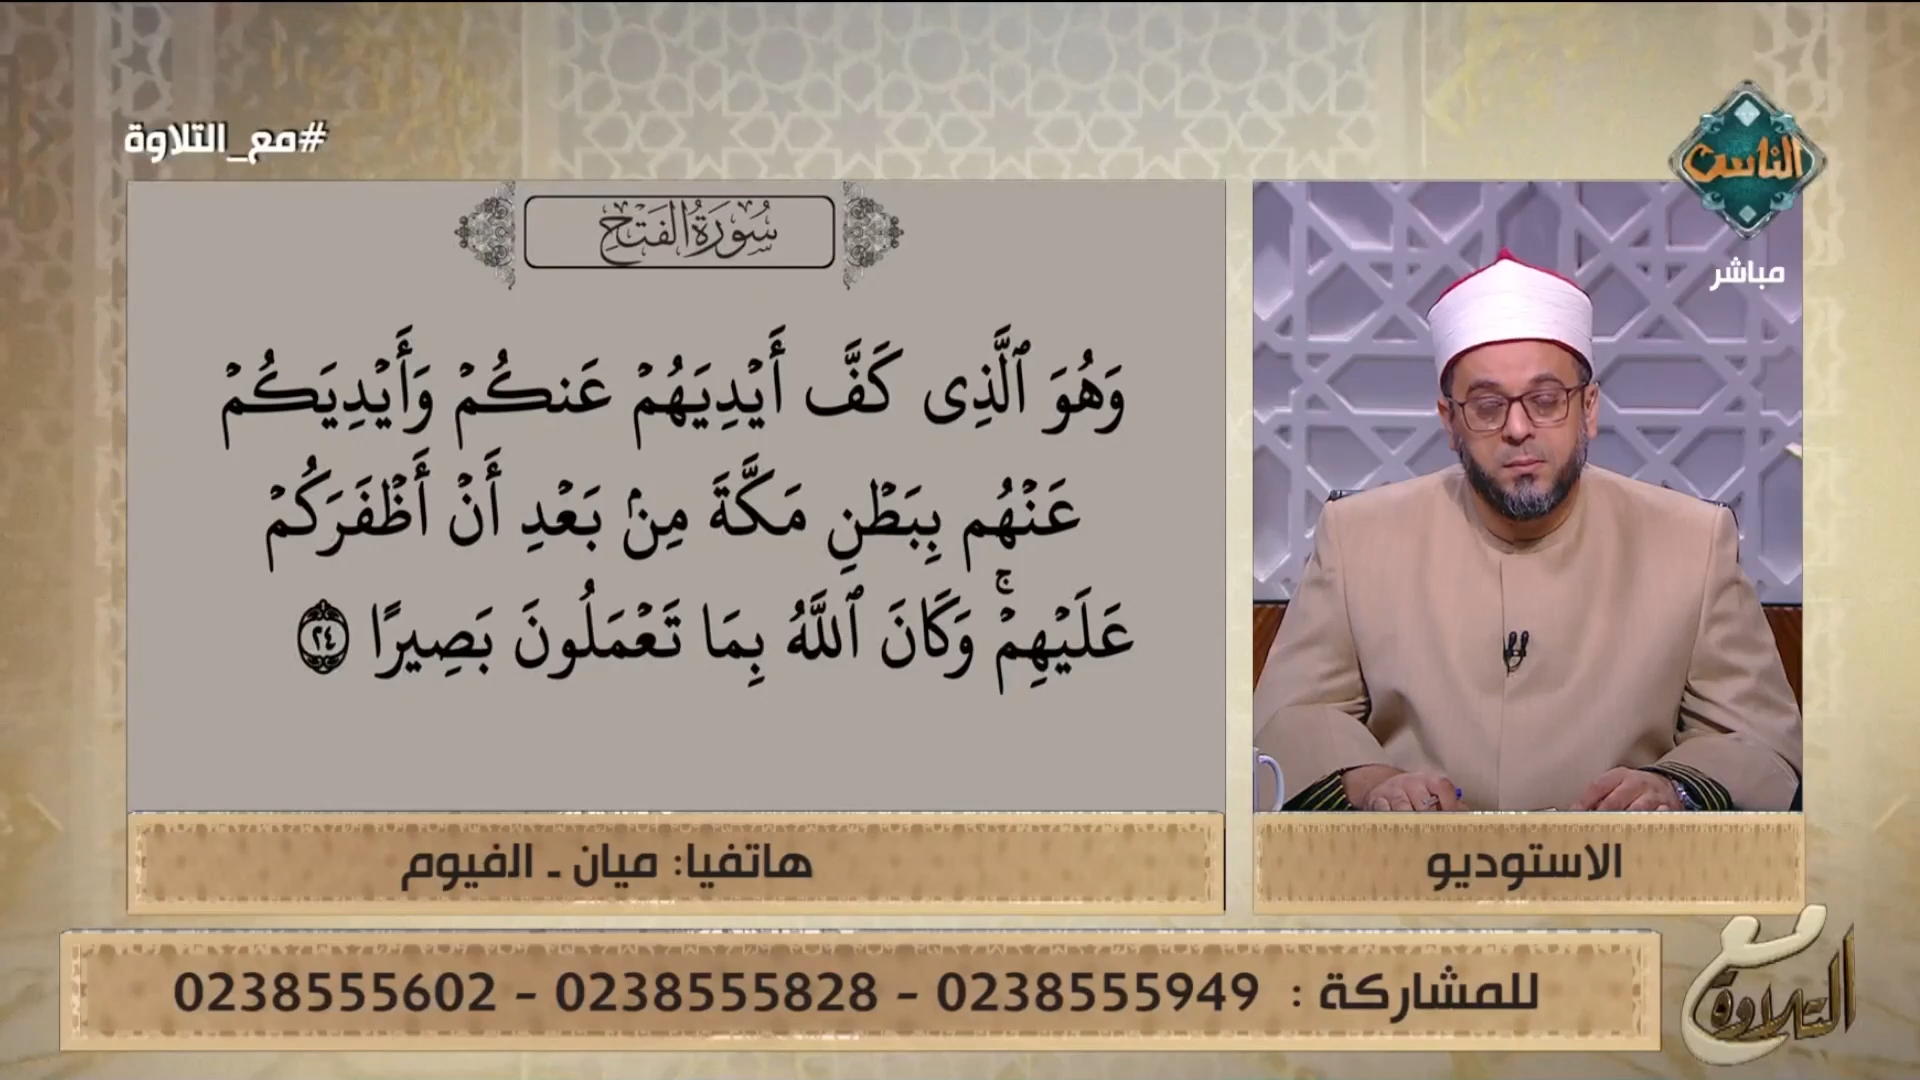 #مع_التلاوة
الناس
مباشر
سُورَةُ الفَتْحِ
وَهُوَ ٱلَّذِى كَفَّ أَيْدِيَهُمْ عَنكُمْ وَأَيْدِيَكُمْ
عَنْهُم بِبَطْنِ مَكَّةَ مِنۢ بَعْدِ أَنْ أَظْفَرَكُمْ
عَلَيْهِمْ ۚ وَكَانَ ٱللَّهُ بِمَا تَعْمَلُونَ بَصِيرًا ٢٤
هاتفيا: ميان - الفيوم
الاستوديو
للمشاركة : 0238555949 - 0238555828 - 0238555602
مع التلاوة